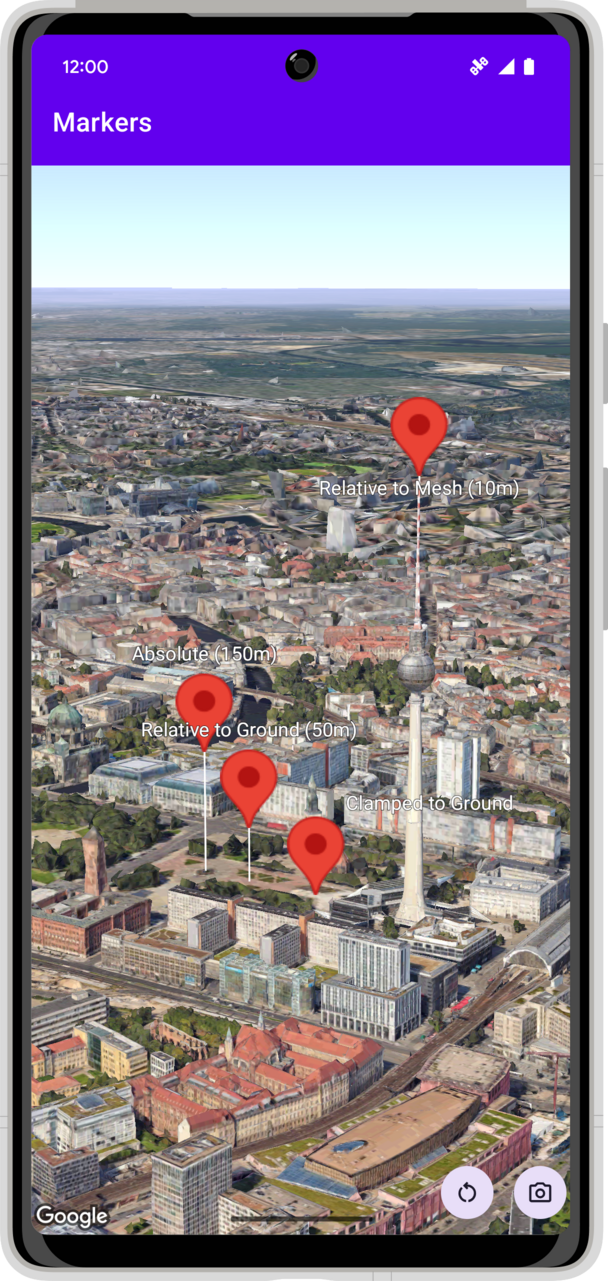 12:00
Markers
Relative to Mesh (10m)
Absolute (150m)
Relative to Ground (50m)
Clamped to Ground
Google